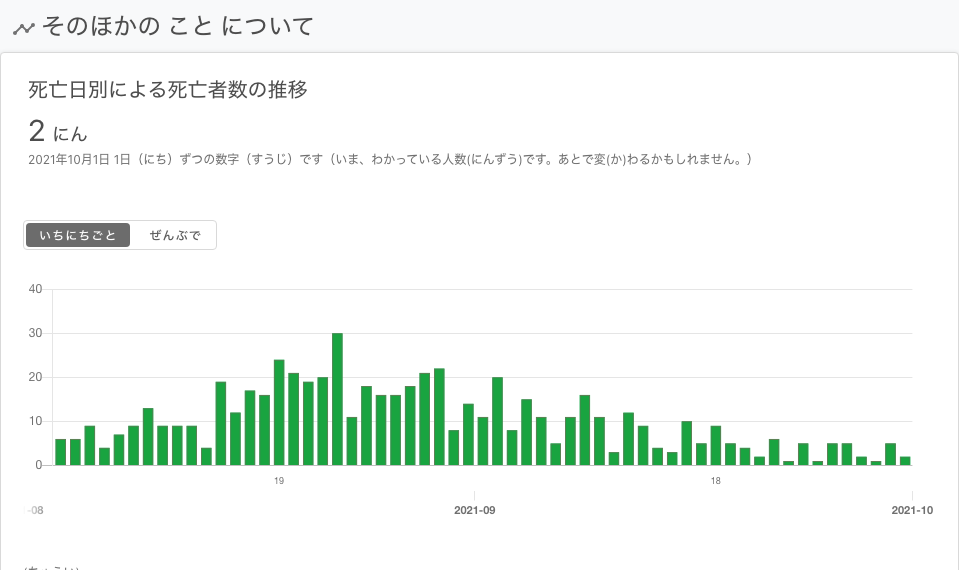 そのほかの こと について
死亡日別による死亡者数の推移
2 にん
2021年10月1日 1日（にち）ずつの数字（すうじ）です（いま、わかっている人数(にんずう)です。あとで変(か)わるかもしれません。）
いちにちごと ぜんぶで
40
30
20
10
0
19 18
-08 2021-09 2021-10